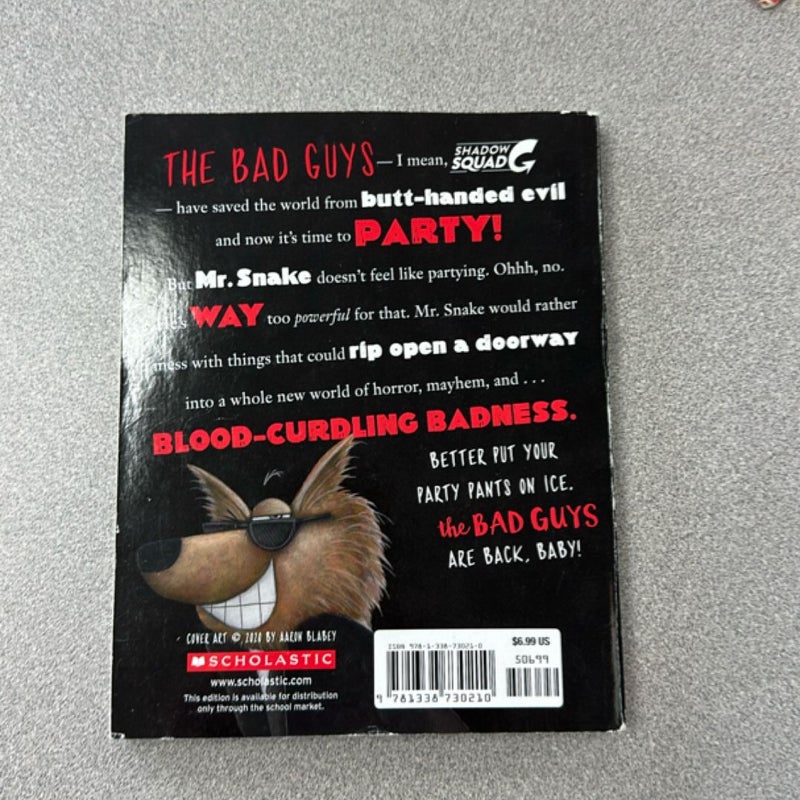 THE BAD GUYS—I mean, SHADOW SQUAD G
— have saved the world from butt-handed evil
and now it's time to PARTY!
But Mr. Snake doesn't feel like partying. Ohhh, no.
He's WAY too powerful for that. Mr. Snake would rather
mess with things that could rip open a doorway
into a whole new world of horror, mayhem, and . . .
BLOOD-CURDLING BADNESS.
BETTER PUT YOUR
PARTY PANTS ON ICE.
the BAD GUYS
ARE BACK, BABY!
COVER ART © 2020 BY AARON BLABEY
SCHOLASTIC
www.scholastic.com
This edition is available for distribution
only through the school market.
ISBN 978-1-338-73021-0
$6.99 US
50699
9 781338 730210